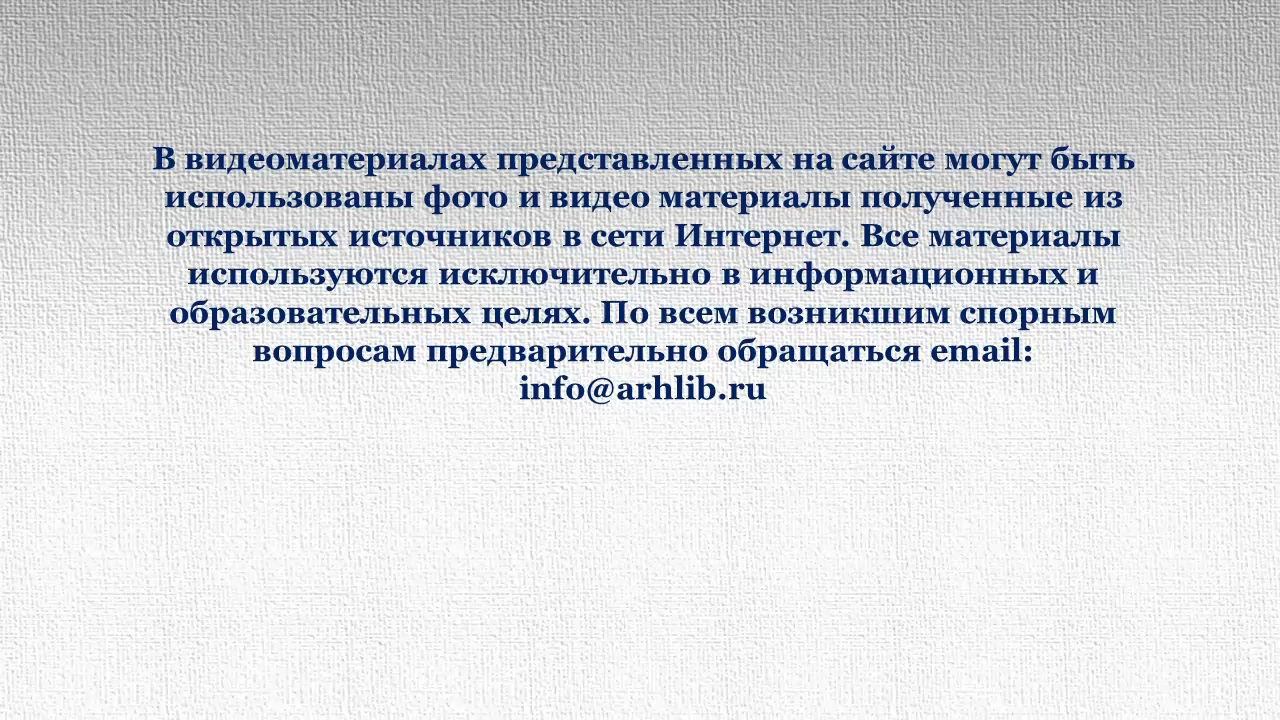 В видеоматериалах представленных на сайте могут быть
использованы фото и видео материалы полученные из
открытых источников в сети Интернет. Все материалы
используются исключительно в информационных и
образовательных целях. По всем возникшим спорным
вопросам предварительно обращаться email:
info@arhlib.ru